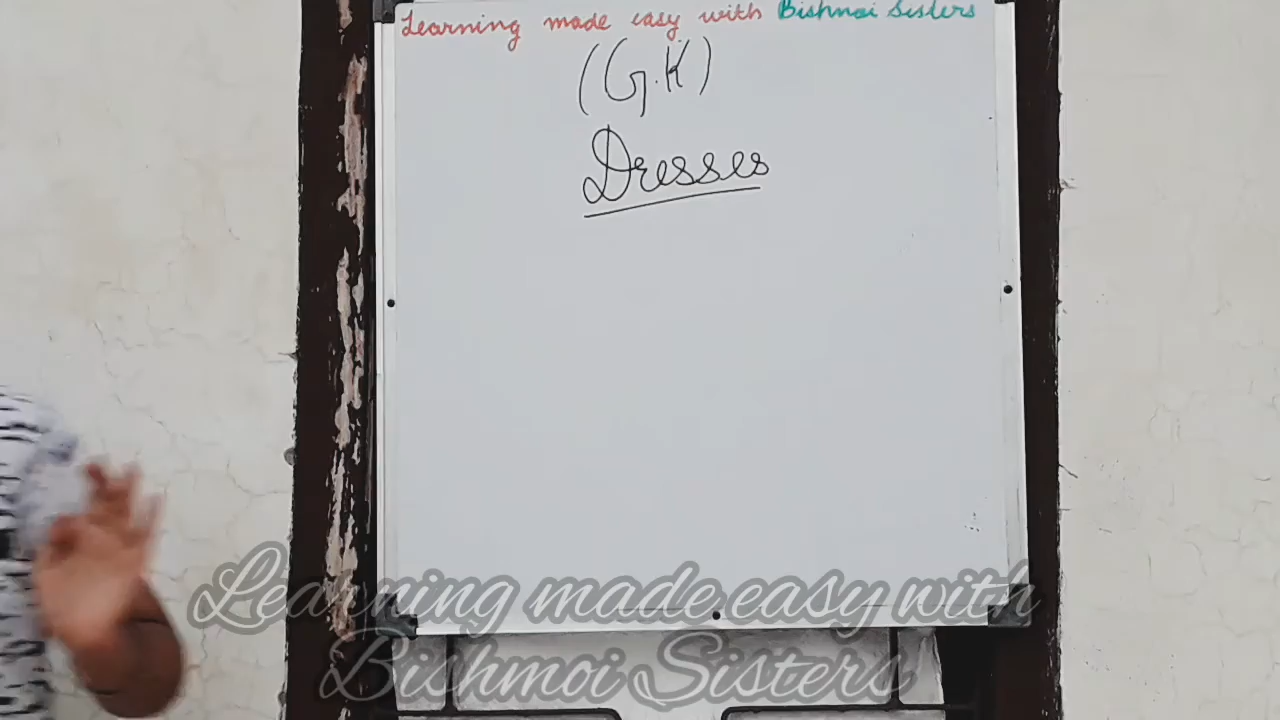 Learning made easy with Bishnoi Sisters
(G.K)
Dresses
Learning made easy with
Bishmoi Sisters